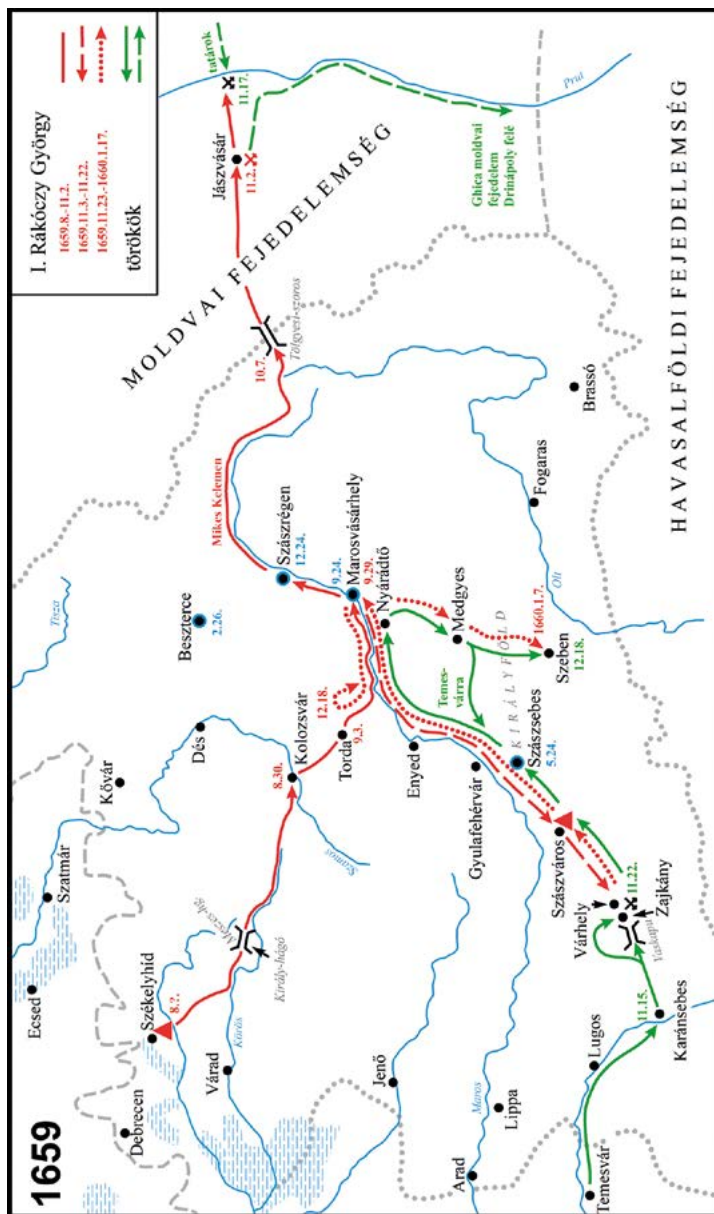 1659
I. Rákóczy György
1659.8.-11.2.
1659.11.3.-11.22.
1659.11.23.-1660.1.17.
törökök
Debrecen
Ecsed
Szatmár
Kővár
Tisza
Székelyhíd
8.?.
Dés
Beszterce
2.26.
Várad
Körös
Király-hágó
Meszes-hg.
8.30.
Kolozsvár
Szamos
Torda
9.3.
12.18.
Mikes Kelemen
Szászrégen
12.24.
9.24.
Marosvásárhely
9.29.
Nyárádtő
10.7.
Tölgyesi-szoros
MOLDVAI FEJEDELEMSÉG
Jászvásár
11.2.
11.17.
tatárok
Prut
Ghica moldvai
fejedelem
Drinápoly felé
Jenő
Arad
Maros
Lippa
Enyed
Gyulafehérvár
Temes-
várra
Medgyes
KIRÁLYFÖLD
1660.1.7.
Szeben
12.18.
Szászsebes
5.24.
Szászváros
Várhely
11.22.
Zajkány
Vaskapu
11.15.
Karánsebes
Lugos
Temesvár
Fogaras
Olt
Brassó
HAVASALFÖLDI FEJEDELEMSÉG